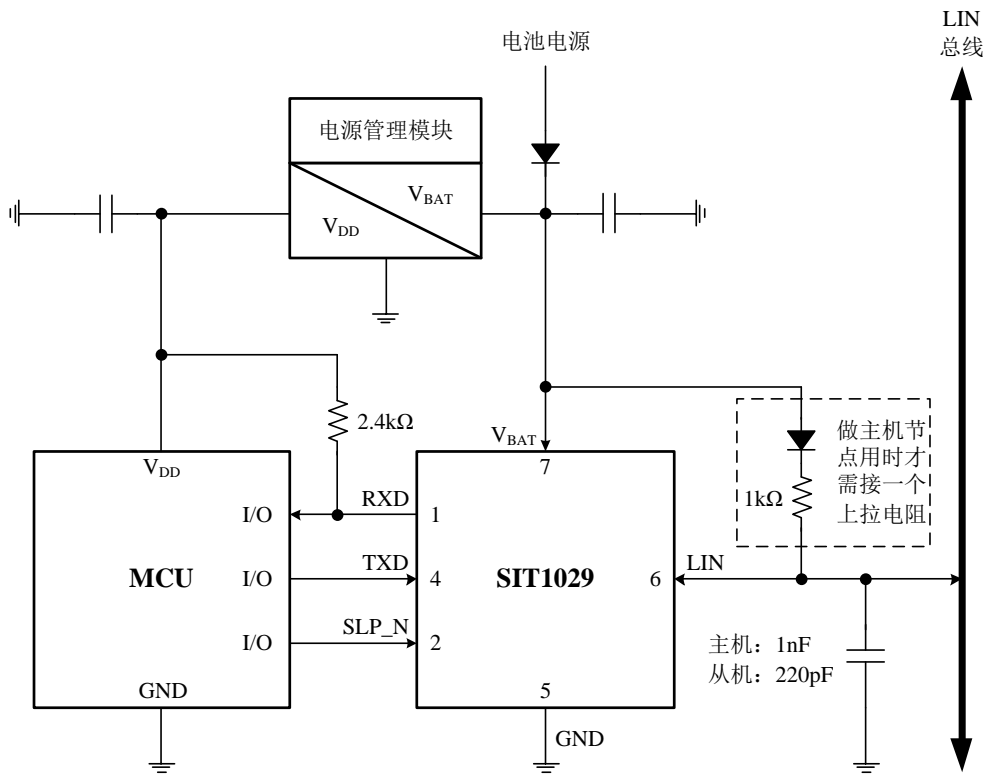 LIN
总线
电池电源
电源管理模块
VBAT
VDD
2.4kΩ
VBAT
做主机节
点用时才
需接一个
上拉电阻
1kΩ
VDD
7
I/O
RXD
1
MCU
I/O
TXD
4
SIT1029
6
LIN
I/O
SLP_N
2
主机：1nF
从机：220pF
GND
5
GND